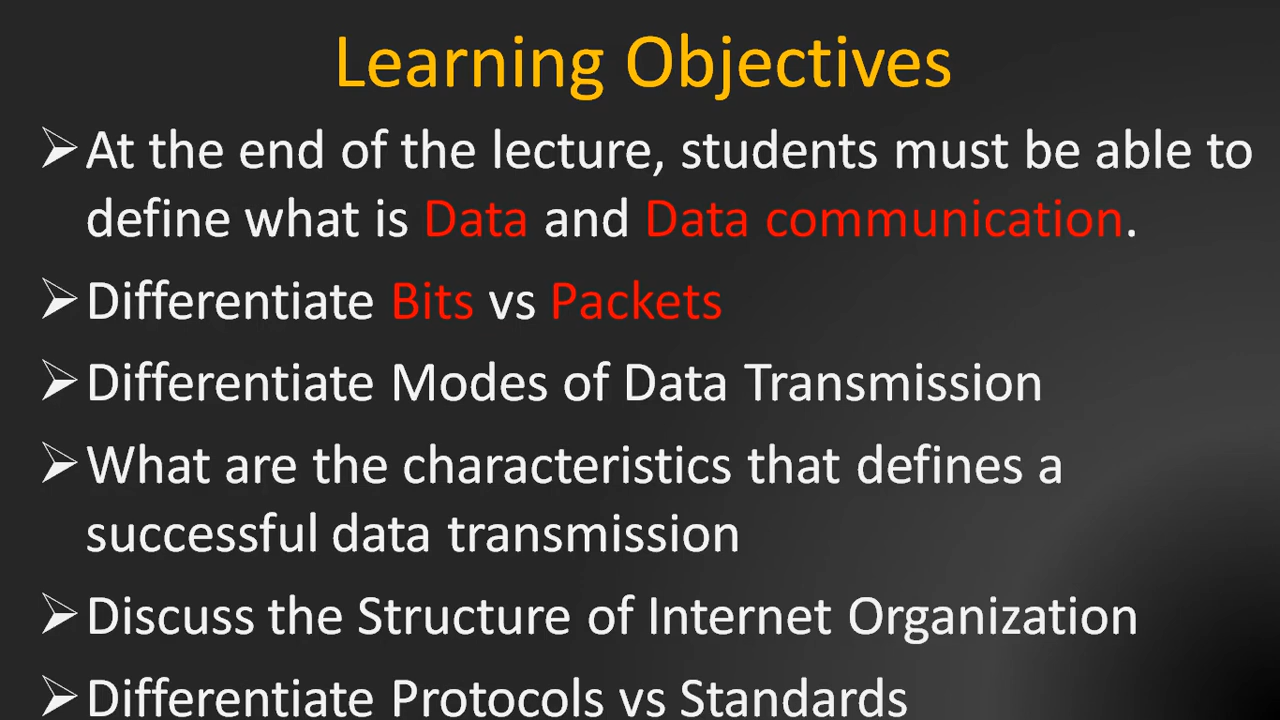 Learning Objectives
➢At the end of the lecture, students must be able to
define what is Data and Data communication.
➢Differentiate Bits vs Packets
➢Differentiate Modes of Data Transmission
➢What are the characteristics that defines a
successful data transmission
➢Discuss the Structure of Internet Organization
➢Differentiate Protocols vs Standards